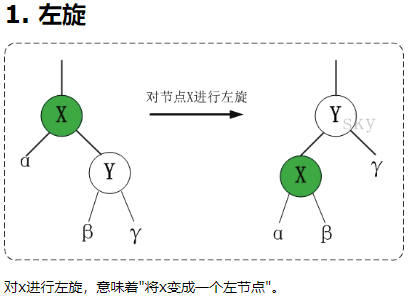 1. 左旋
对节点X进行左旋
X
Y
α
β
γ
Y
sky
X
γ
α
β
对x进行左旋，意味着"将x变成一个左节点"。